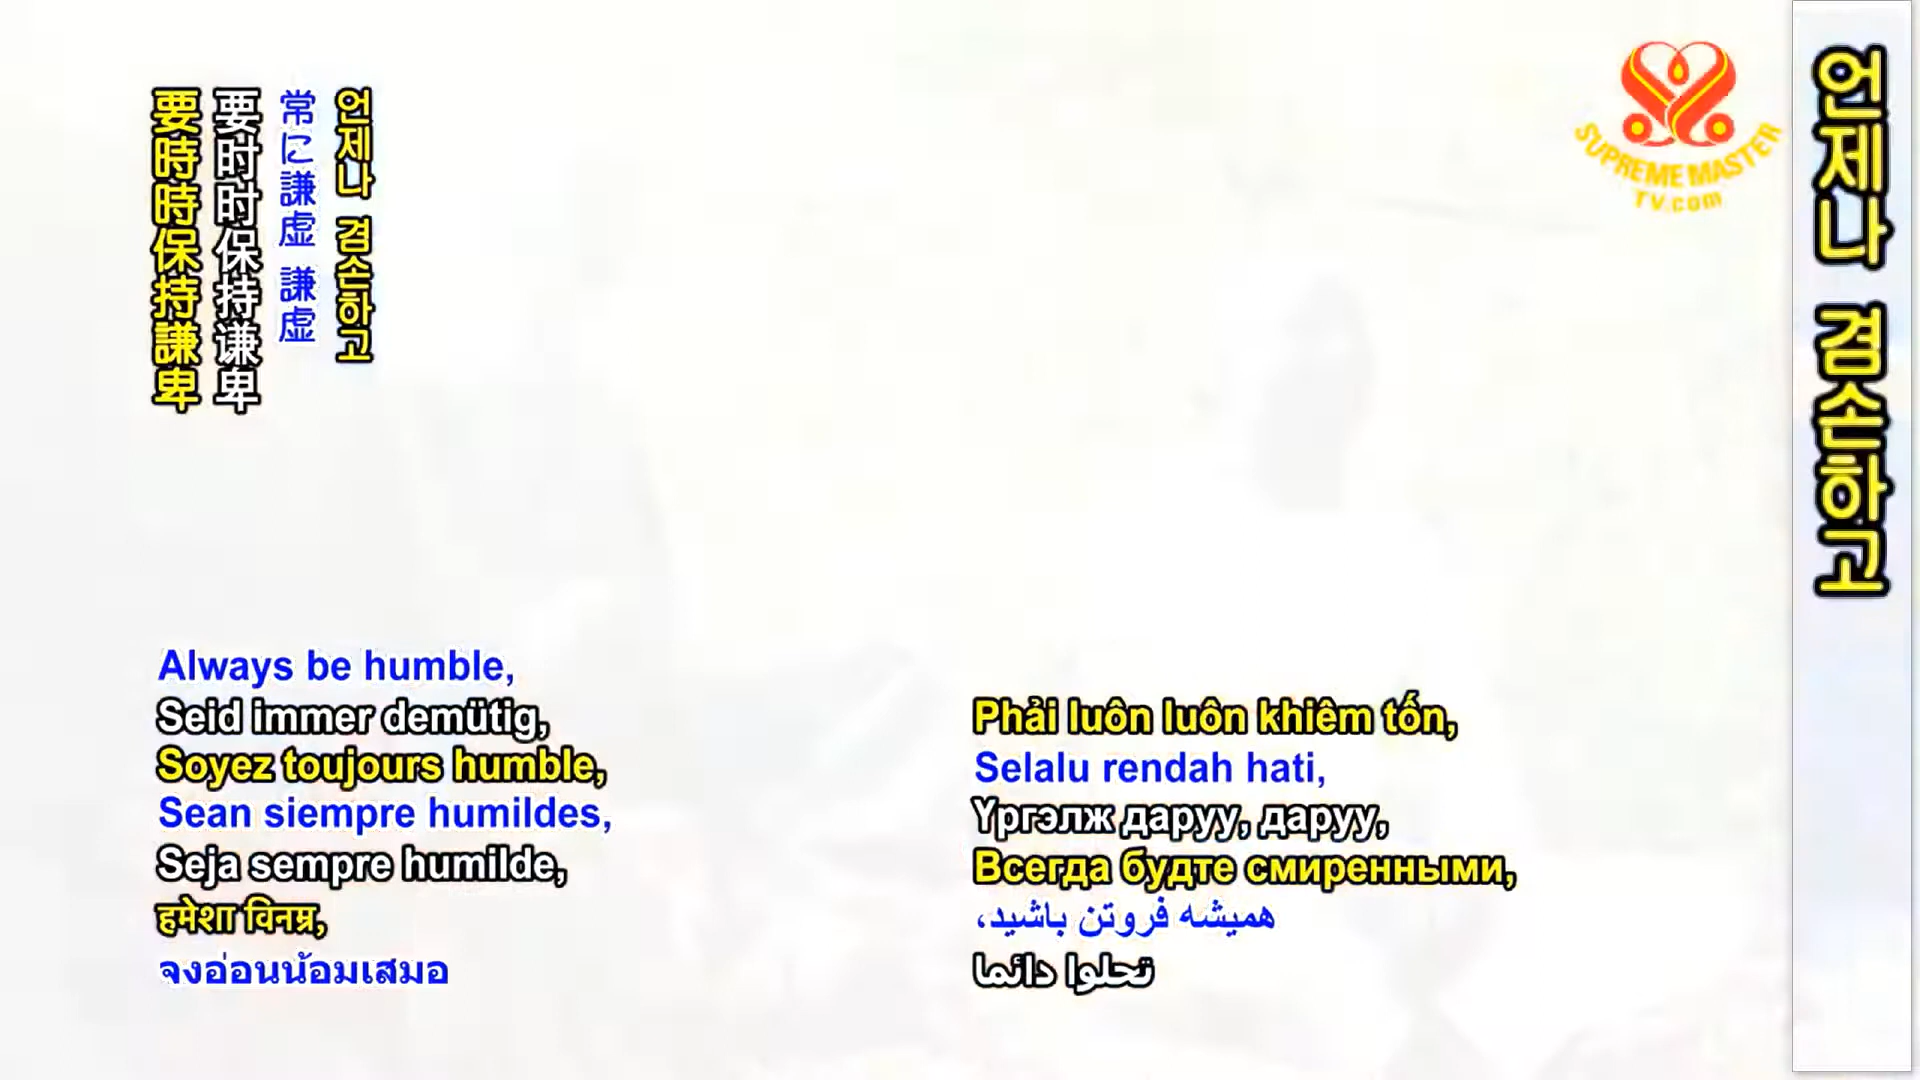 要時時保持謙卑
要时时保持谦卑
常に謙虚 謙虚
언제나 겸손하고
SUPREME MASTER
TV.com
언제나 겸손하고
Always be humble,
Seid immer demütig,
Soyez toujours humble,
Sean siempre humildes,
Seja sempre humilde,
हमेशा विनम्र,
จงอ่อนน้อมเสมอ
Phải luôn luôn khiêm tốn,
Selalu rendah hati,
Үргэлж даруу, даруу,
Всегда будте смиренными,
همیشه فروتن باشید،
تحلوا دائما